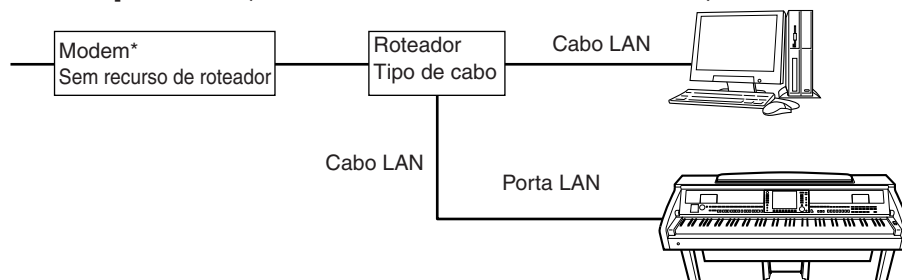 Modem*
Sem recurso de roteador
Roteador
Tipo de cabo
Cabo LAN
Cabo LAN
Porta LAN